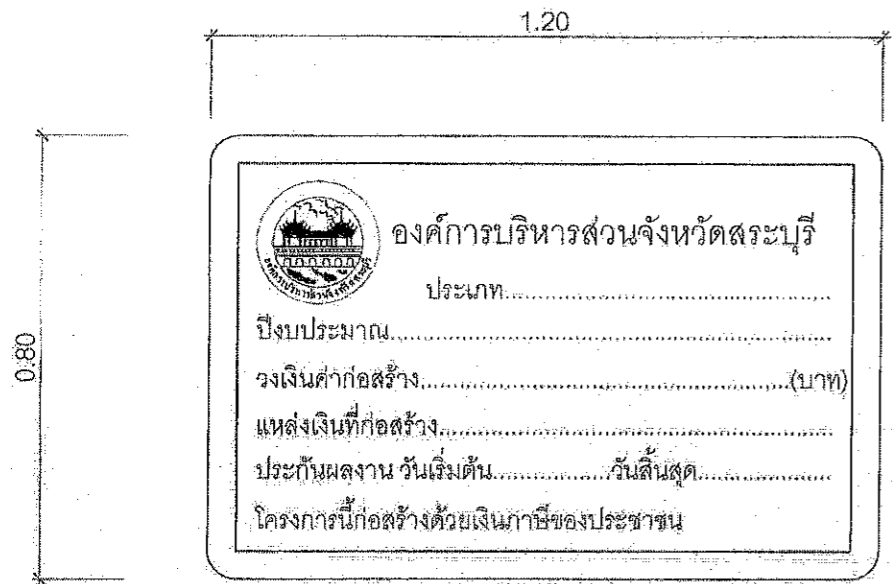 1.20
0.80
องค์การบริหารส่วนจังหวัดสระบุรี
ประเภท
ปีงบประมาณ
วงเงินค่าก่อสร้าง (บาท)
แหล่งเงินที่ก่อสร้าง
ประกันผลงาน วันเริ่มต้น วันสิ้นสุด
โครงการนี้ก่อสร้างด้วยเงินภาษีของประชาชน